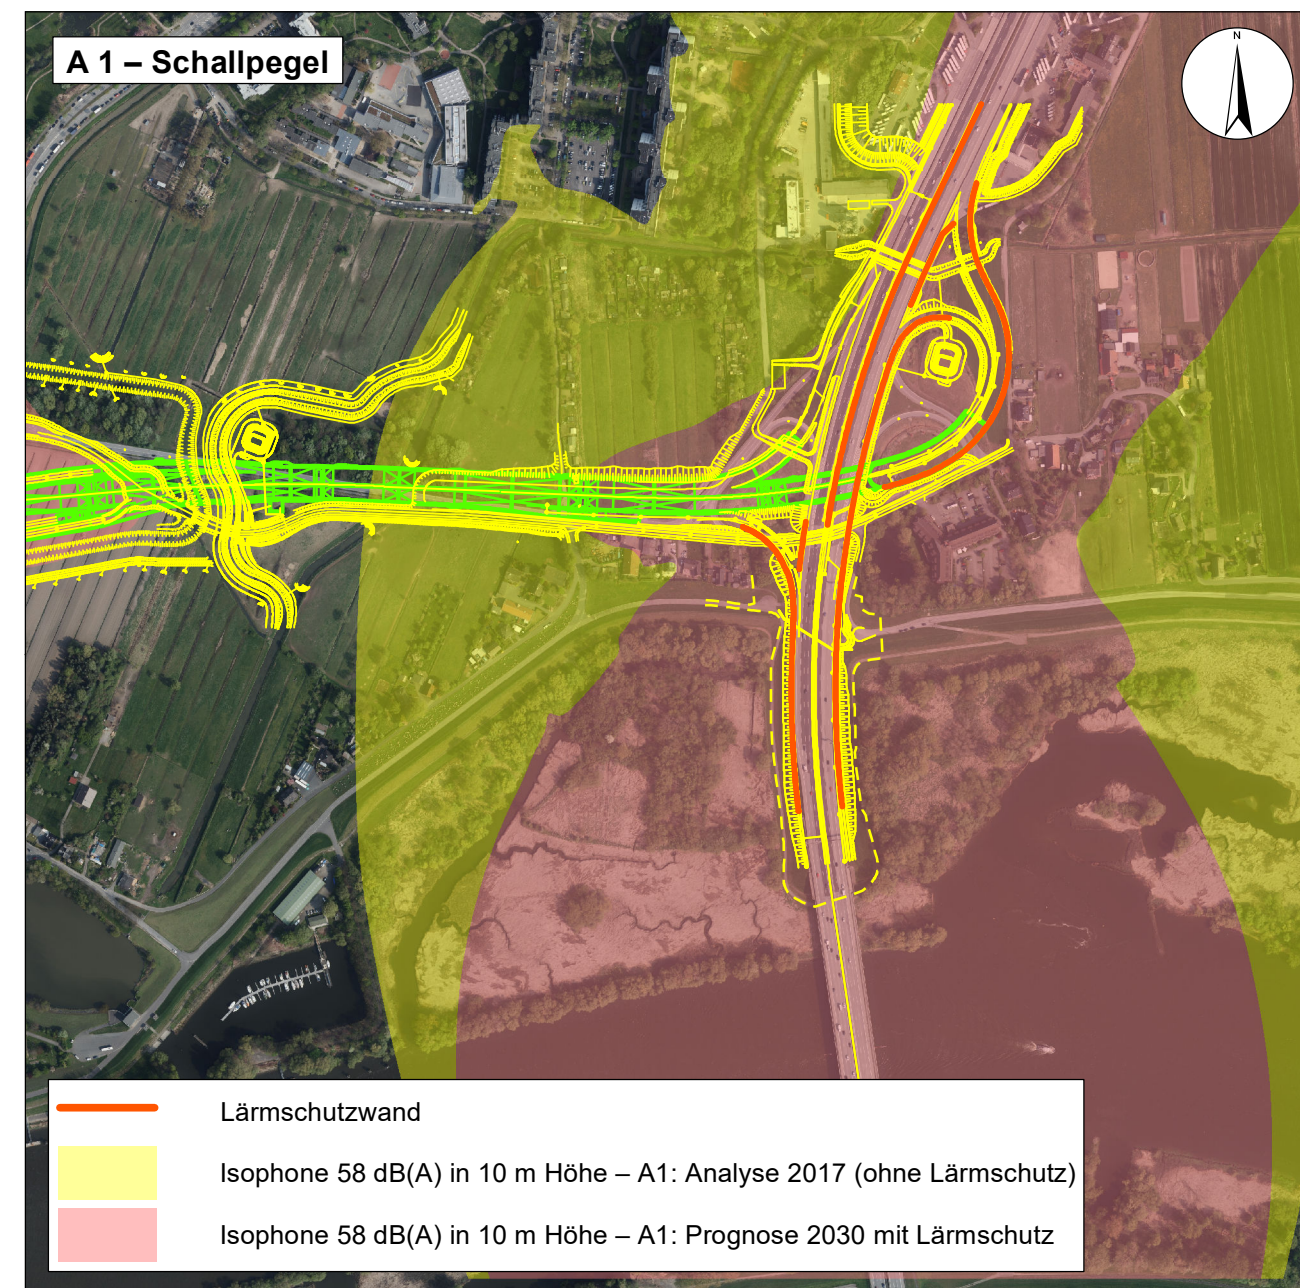 A 1 – Schallpegel
N
Lärmschutzwand
Isophone 58 dB(A) in 10 m Höhe – A1: Analyse 2017 (ohne Lärmschutz)
Isophone 58 dB(A) in 10 m Höhe – A1: Prognose 2030 mit Lärmschutz